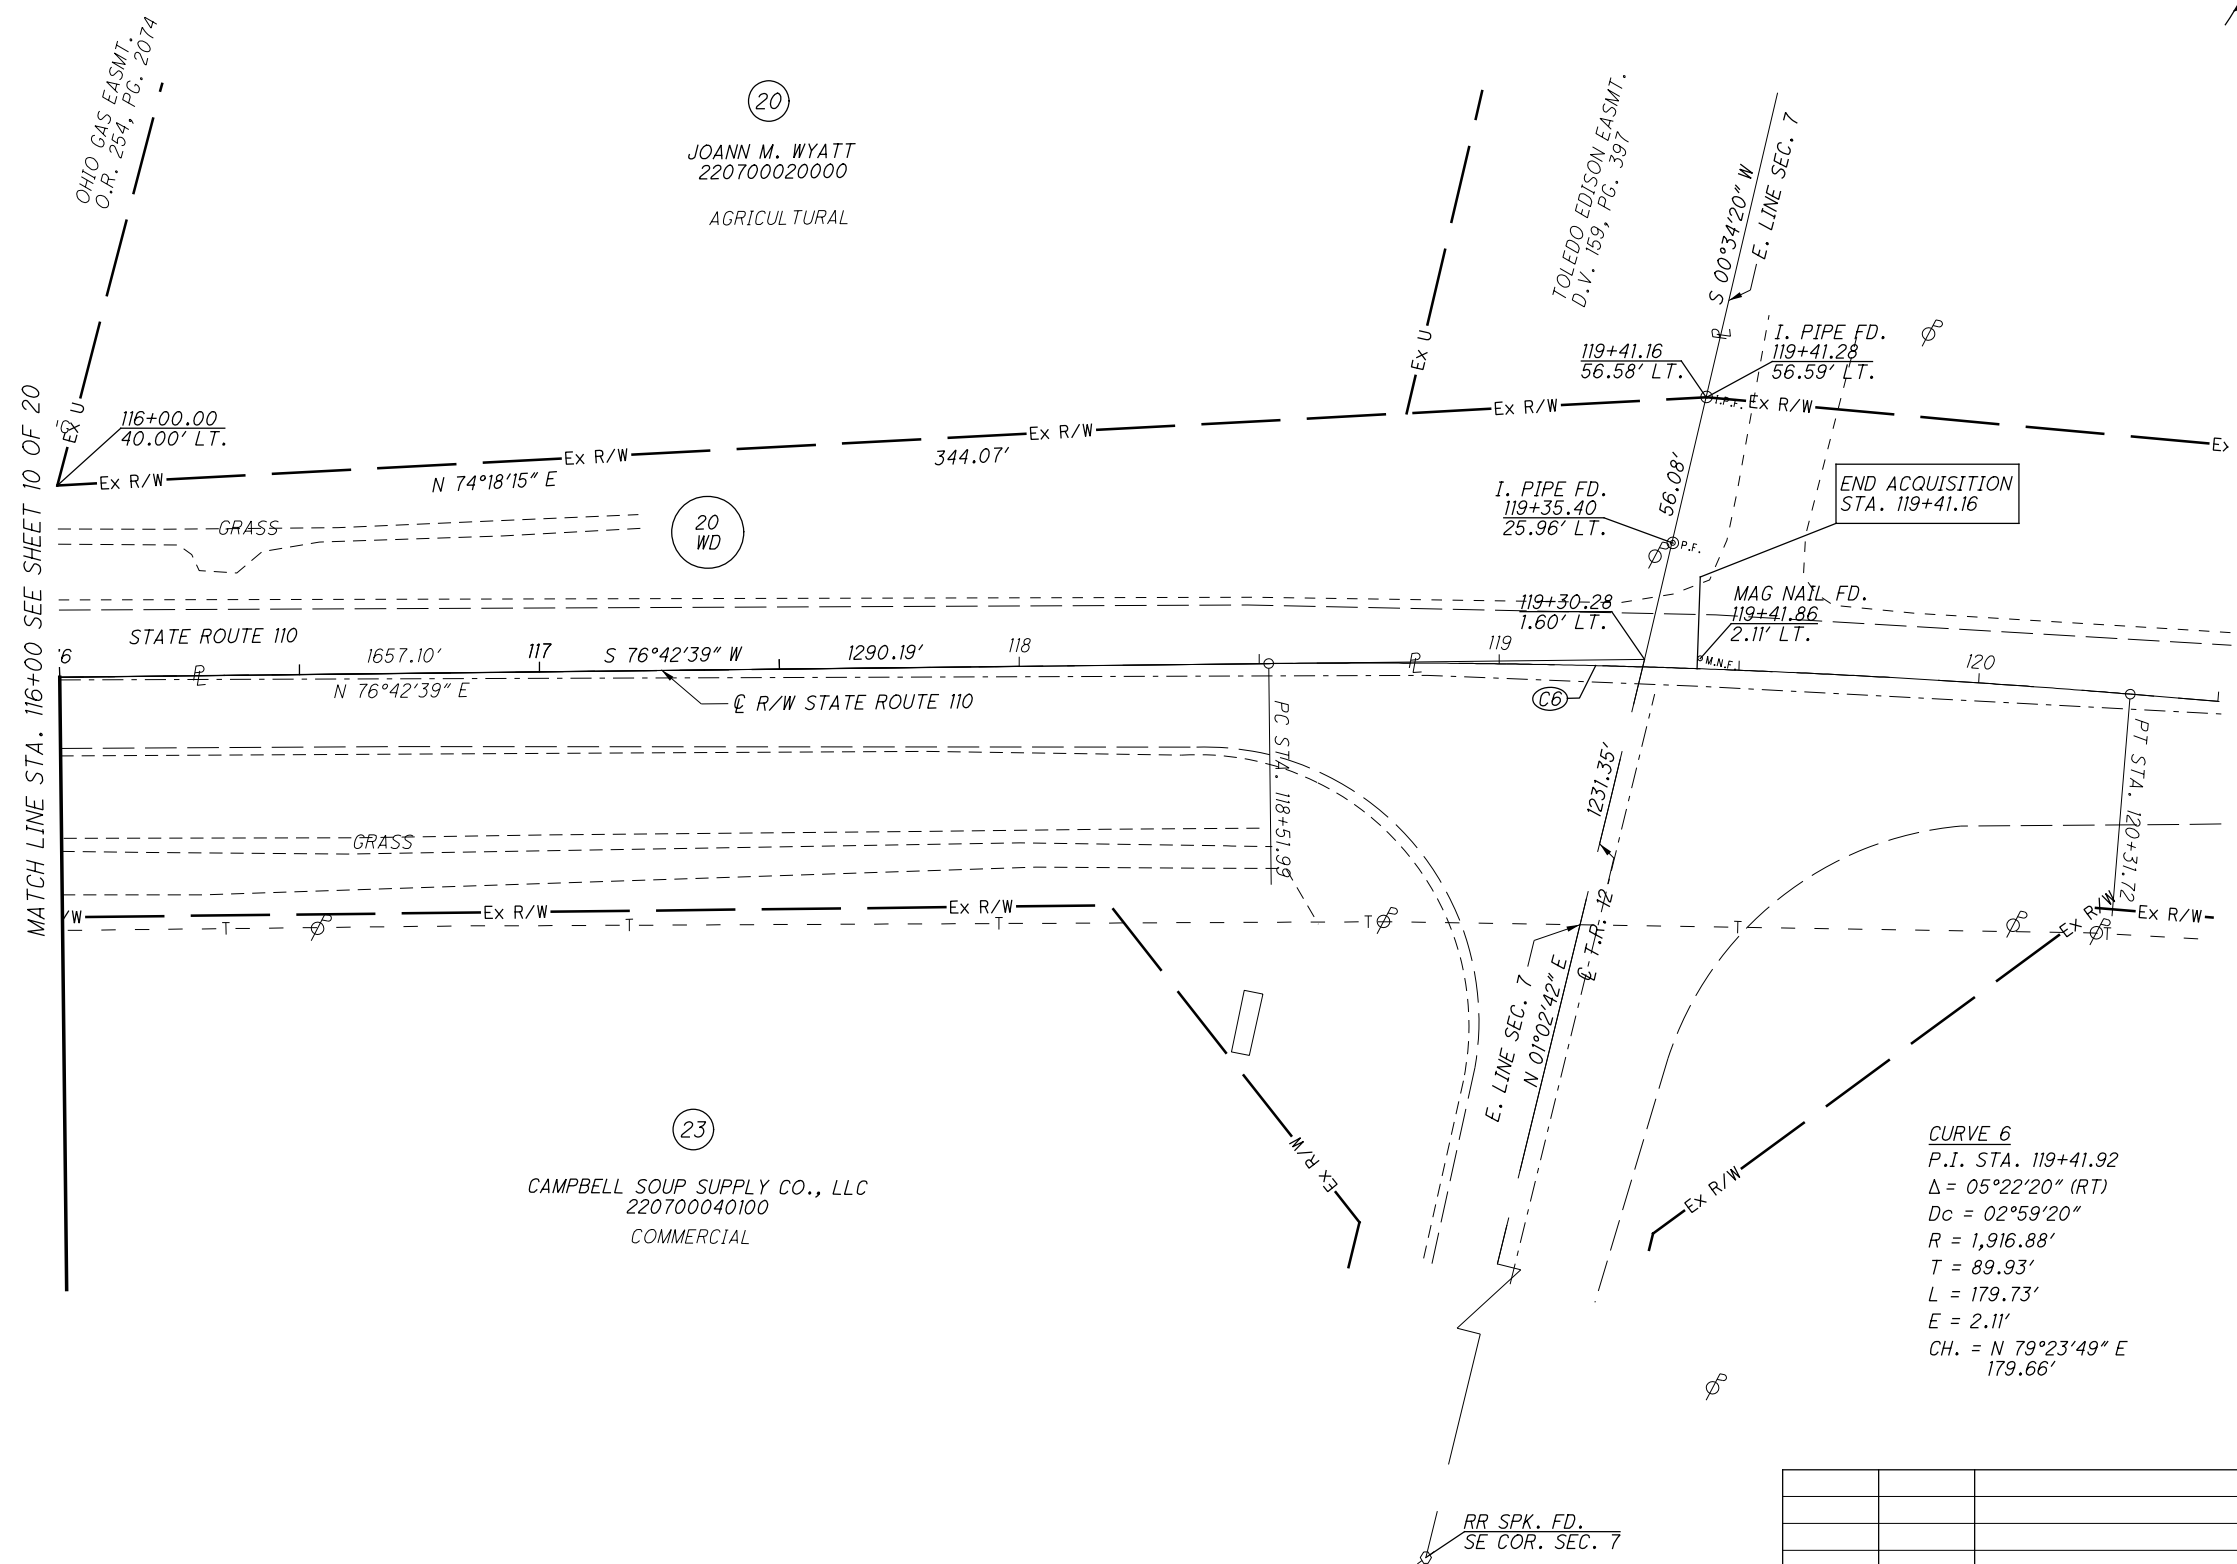 OHIO GAS EASMT.
O.R. 254, PG. 2074
20
JOANN M. WYATT
220700020000
AGRICULTURAL
TOLEDO EDISON EASMT.
D.V. 159, PG. 397
S 00°34'20" W
E. LINE SEC. 7
Ex U
Ex U
℄
116+00.00
40.00' LT.
119+41.16
56.58' LT.
I. PIPE FD.
119+41.28
56.59' LT.
I.P.F.
Ex R/W
Ex R/W
Ex R/W
Ex R/W
Ex R/W
Ex
N 74°18'15" E
344.07'
MATCH LINE STA. 116+00 SEE SHEET 10 OF 20
GRASS
20
WD
56.08'
I. PIPE FD.
119+35.40
25.96' LT.
P.F.
END ACQUISITION
STA. 119+41.16
119+30.28
1.60' LT.
MAG NAIL FD.
119+41.86
2.11' LT.
M.N.F.
STATE ROUTE 110
'6
1657.10'
117
S 76°42'39" W
1290.19'
118
119
120
N 76°42'39" E
℄ R/W STATE ROUTE 110
C6
PC STA. 118+51.99
PT STA. 120+31.72
1231.35'
GRASS
/W
Ex R/W
Ex R/W
Ex R/W
Ex R/W
T
T
T
T
T
T
E. LINE SEC. 7
N 01°02'42" E
℄ T.R. 12
Ex R/W
Ex R/W
23
CAMPBELL SOUP SUPPLY CO., LLC
220700040100
COMMERCIAL
CURVE 6
P.I. STA. 119+41.92
Δ = 05°22'20" (RT)
Dc = 02°59'20"
R = 1,916.88'
T = 89.93'
L = 179.73'
E = 2.11'
CH. = N 79°23'49" E
179.66'
RR SPK. FD.
SE COR. SEC. 7